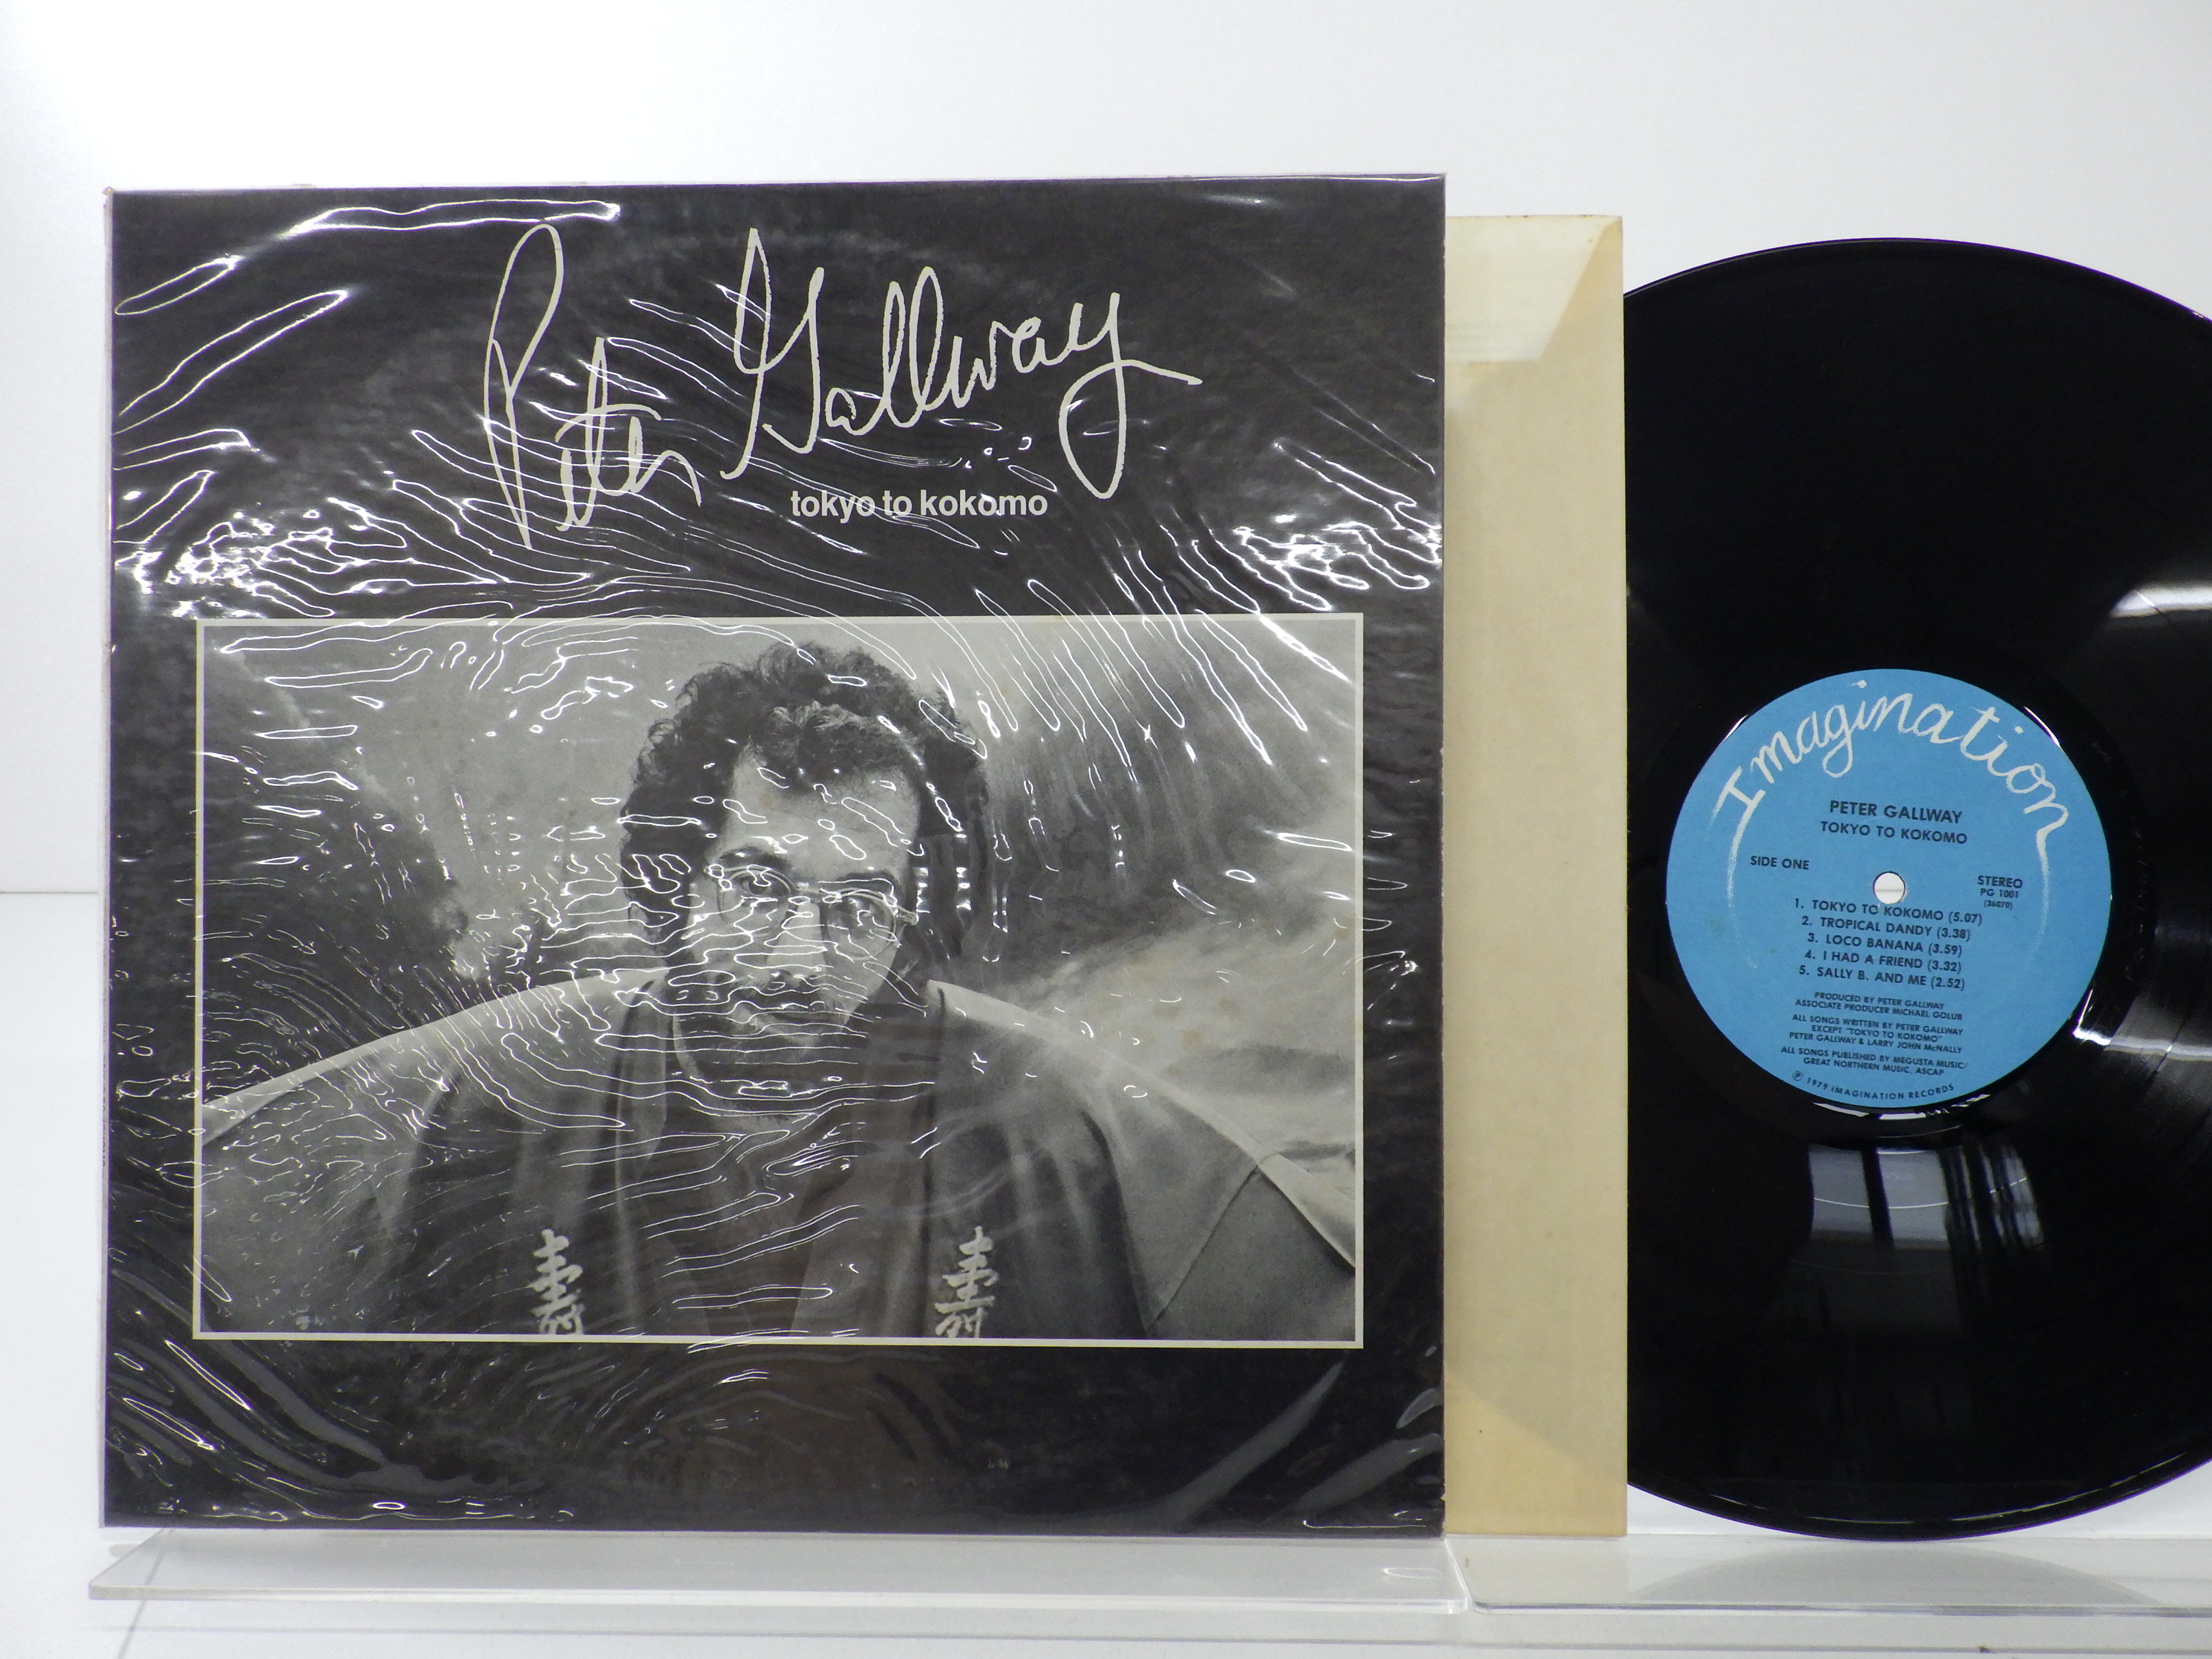 Peter Gallway
tokyo to kokomo
壽 壽
Imagination
PETER GALLWAY
TOKYO TO KOKOMO
SIDE ONE
STEREO
PG 1001
(36070)
1. TOKYO TO KOKOMO (5.07)
2. TROPICAL DANDY (3.38)
3. LOCO BANANA (3.59)
4. I HAD A FRIEND (3.32)
5. SALLY B. AND ME (2.52)
PRODUCED BY PETER GALLWAY
ASSOCIATE PRODUCER MICHAEL GOLUB
ALL SONGS WRITTEN BY PETER GALLWAY
EXCEPT "TOKYO TO KOKOMO"
PETER GALLWAY & LARRY JOHN McNALLY
ALL SONGS PUBLISHED BY MEGUSTA MUSIC/
GREAT NORTHERN MUSIC, ASCAP
℗ 1979 IMAGINATION RECORDS